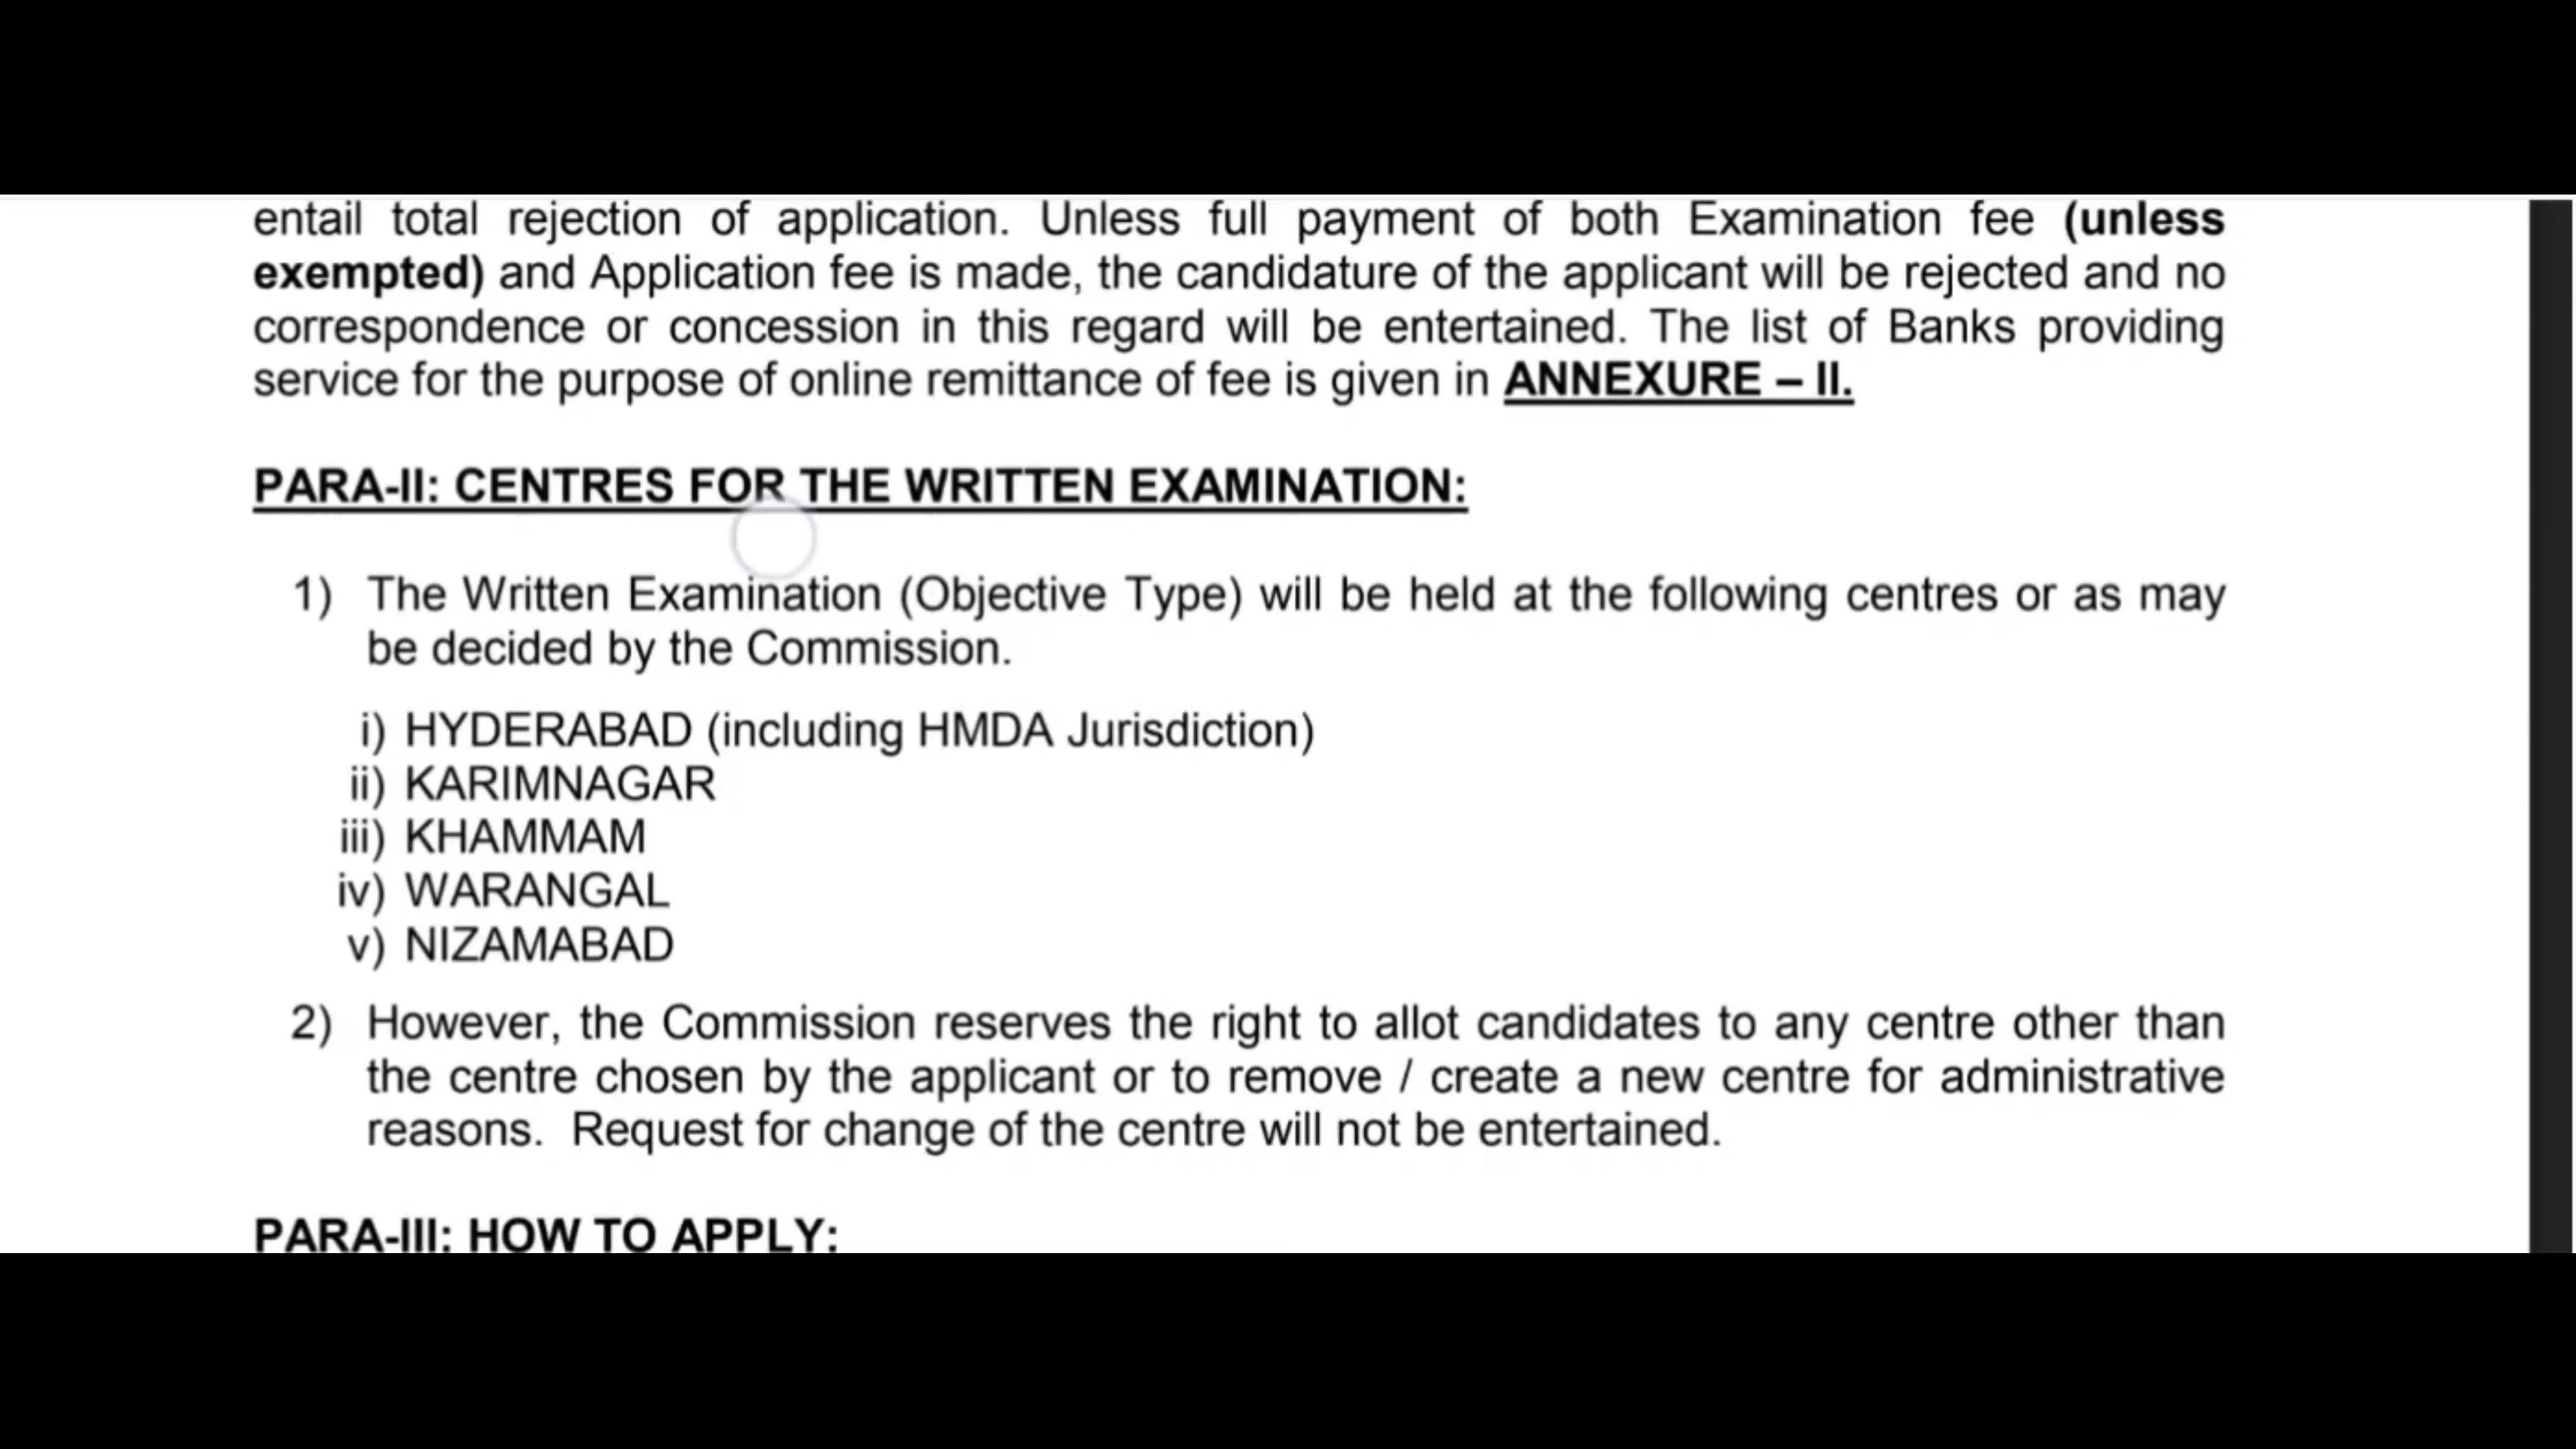 entail total rejection of application. Unless full payment of both Examination fee (unless
exempted) and Application fee is made, the candidature of the applicant will be rejected and no
correspondence or concession in this regard will be entertained. The list of Banks providing
service for the purpose of online remittance of fee is given in ANNEXURE – II.
PARA-II: CENTRES FOR THE WRITTEN EXAMINATION:
1) The Written Examination (Objective Type) will be held at the following centres or as may
be decided by the Commission.
i) HYDERABAD (including HMDA Jurisdiction)
ii) KARIMNAGAR
iii) KHAMMAM
iv) WARANGAL
v) NIZAMABAD
2) However, the Commission reserves the right to allot candidates to any centre other than
the centre chosen by the applicant or to remove / create a new centre for administrative
reasons. Request for change of the centre will not be entertained.
PARA-III: HOW TO APPLY: